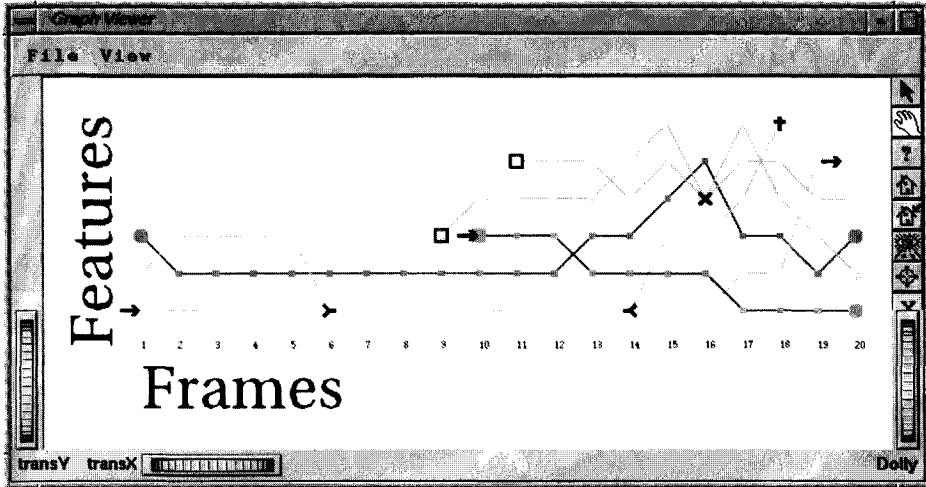 Graph Viewer
File View
Features
1 2 3 4 5 6 7 8 9 10 11 12 13 14 15 16 17 18 19 20
Frames
transY transX Dolly